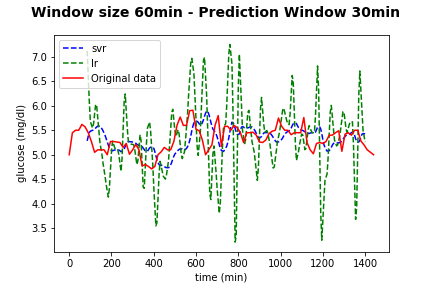 Window size 60min - Prediction Window 30min
svr
lr
Original data
glucose (mg/dl)
7.0
6.5
6.0
5.5
5.0
4.5
4.0
3.5
0 200 400 600 800 1000 1200 1400
time (min)